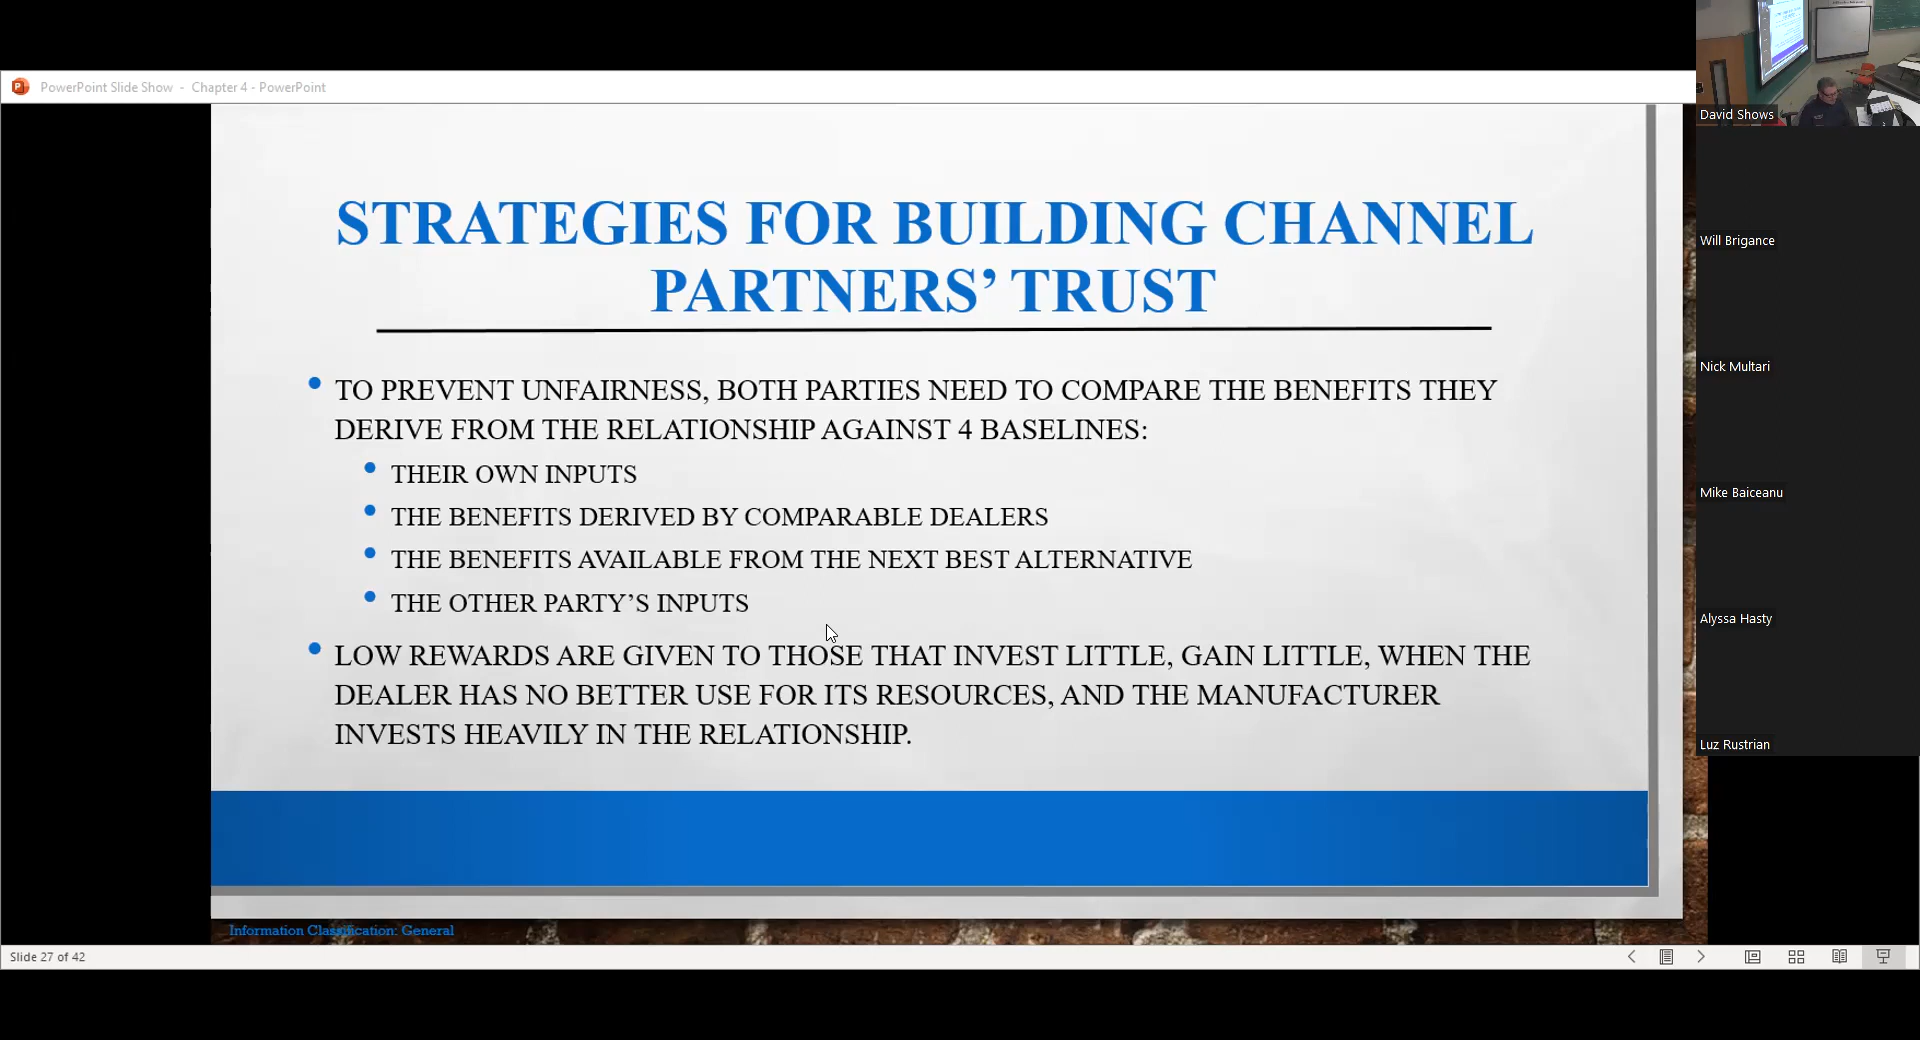 PowerPoint Slide Show - Chapter 4 - PowerPoint
STRATEGIES FOR BUILDING CHANNEL
PARTNERS’ TRUST
• TO PREVENT UNFAIRNESS, BOTH PARTIES NEED TO COMPARE THE BENEFITS THEY
DERIVE FROM THE RELATIONSHIP AGAINST 4 BASELINES:
• THEIR OWN INPUTS
• THE BENEFITS DERIVED BY COMPARABLE DEALERS
• THE BENEFITS AVAILABLE FROM THE NEXT BEST ALTERNATIVE
• THE OTHER PARTY’S INPUTS
• LOW REWARDS ARE GIVEN TO THOSE THAT INVEST LITTLE, GAIN LITTLE, WHEN THE
DEALER HAS NO BETTER USE FOR ITS RESOURCES, AND THE MANUFACTURER
INVESTS HEAVILY IN THE RELATIONSHIP.
Information Classification: General
Slide 27 of 42
David Shows
Will Brigance
Nick Multari
Mike Baiceanu
Alyssa Hasty
Luz Rustrian